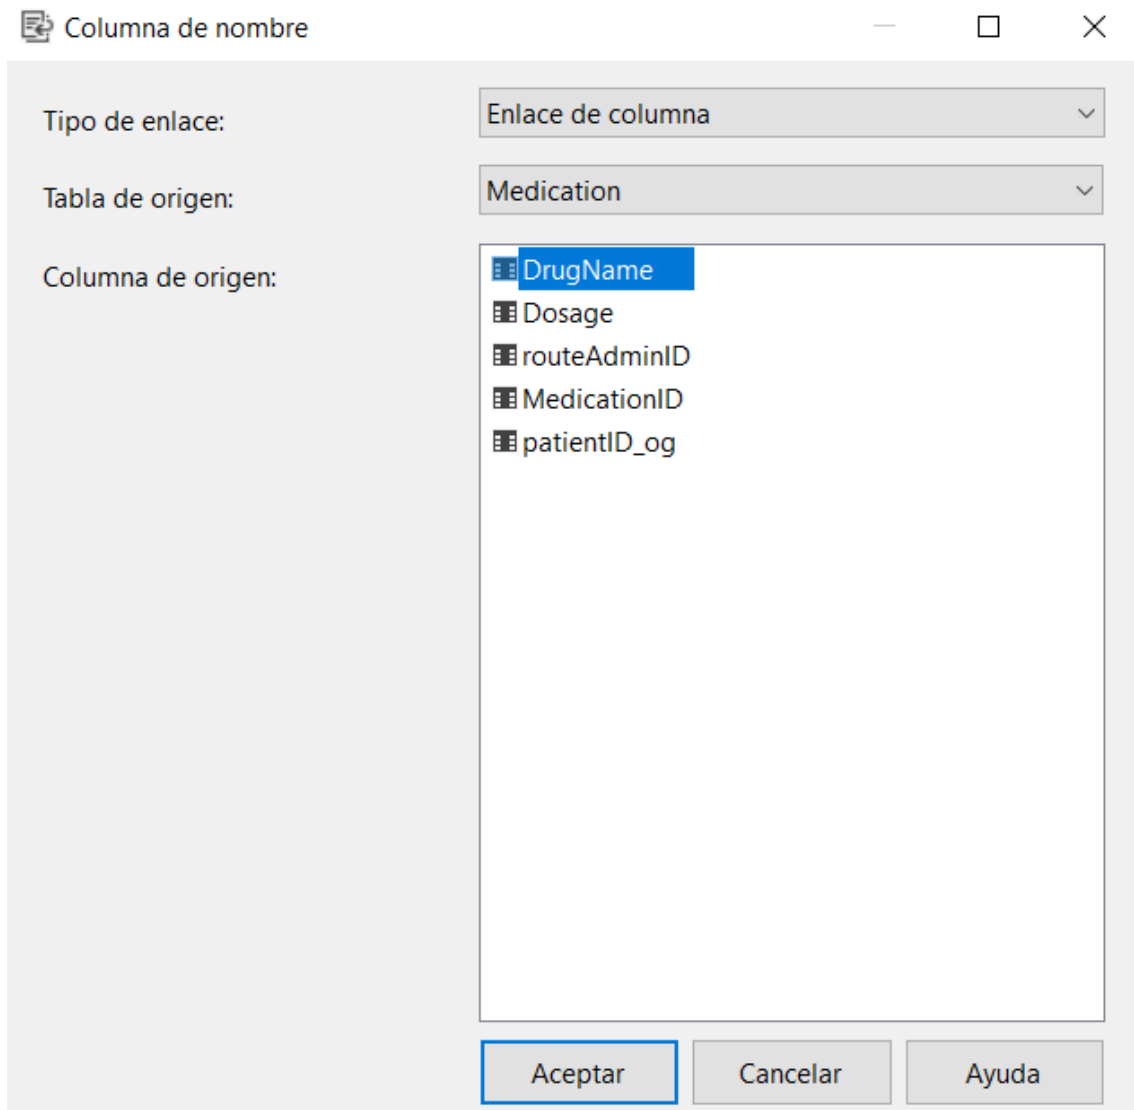 Columna de nombre
Tipo de enlace:
Enlace de columna
Tabla de origen:
Medication
Columna de origen:
DrugName
Dosage
routeAdminID
MedicationID
patientID_og
Aceptar
Cancelar
Ayuda